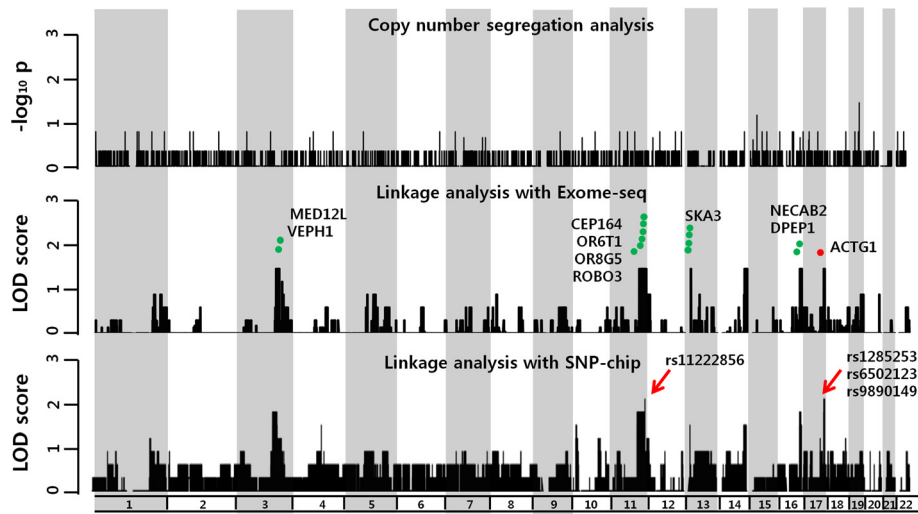 Copy number segregation analysis
-log₁₀ p
3
2
1
0
Linkage analysis with Exome-seq
LOD score
3
2
1
0
MED12L
VEPH1
CEP164
OR6T1
OR8G5
ROBO3
SKA3
NECAB2
DPEP1
ACTG1
Linkage analysis with SNP-chip
LOD score
3
2
1
0
rs11222856
rs1285253
rs6502123
rs9890149
1 2 3 4 5 6 7 8 9 10 11 12 13 14 15 16 17 18 19 20 21 22